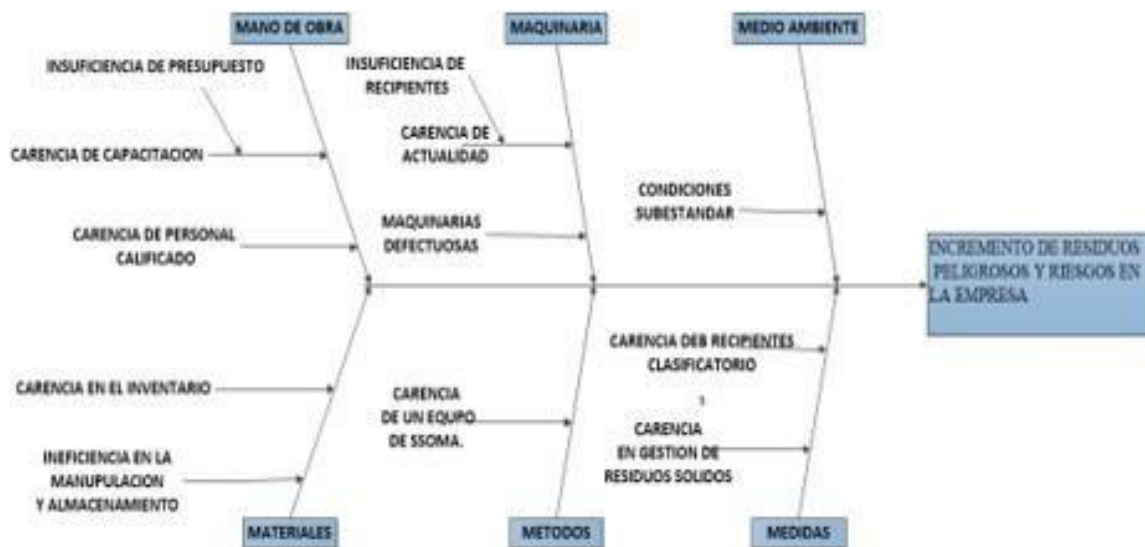 MANO DE OBRA
MAQUINARIA
MEDIO AMBIENTE
INSUFICIENCIA DE PRESUPUESTO
INSUFICIENCIA DE
RECIPIENTES
CARENCIA DE CAPACITACION
CARENCIA DE
ACTUALIDAD
CONDICIONES
SUBESTANDAR
CARENCIA DE PERSONAL
CALIFICADO
MAQUINARIAS
DEFECTUOSAS
INCREMENTO DE RESIDUOS
PELIGROSOS Y RIESGOS EN
LA EMPRESA
CARENCIA DEB RECIPIENTES
CLASIFICATORIO
CARENCIA EN EL INVENTARIO
CARENCIA
DE UN EQUPO
DE SSOMA.
CARENCIA
EN GESTION DE
RESIDUOS SOLIDOS
INEFICIENCIA EN LA
MANUPULACION
Y ALMACENAMIENTO
MATERIALES
METODOS
MEDIDAS